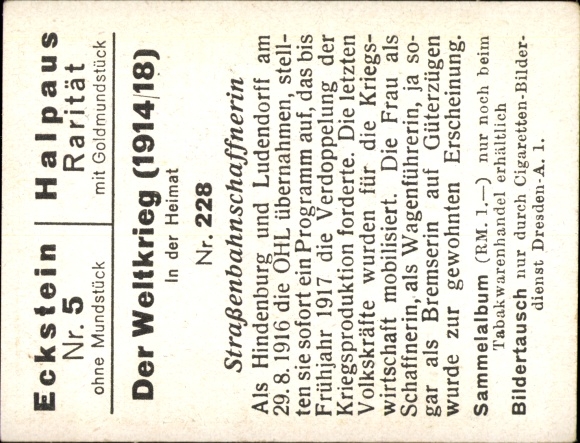 Eckstein
Nr. 5
ohne Mundstück
Halpaus
Rarität
mit Goldmundstück
Der Weltkrieg (1914/18)
In der Heimat
Nr. 228
Straßenbahnschaffnerin
Als Hindenburg und Ludendorff am
29. 8. 1916 die OHL übernahmen, stell-
ten sie sofort ein Programm auf, das bis
Frühjahr 1917 die Verdoppelung der
Kriegsproduktion forderte. Die letzten
Volkskräfte wurden für die Kriegs-
wirtschaft mobilisiert. Die Frau als
Schaffnerin, als Wagenführerin, ja so-
gar als Bremserin auf Güterzügen
wurde zur gewohnten Erscheinung.
Sammelalbum (RM. 1.—) nur noch beim
Tabakwarenhandel erhältlich
Bildertausch nur durch Cigaretten-Bilder-
dienst Dresden-A. 1.